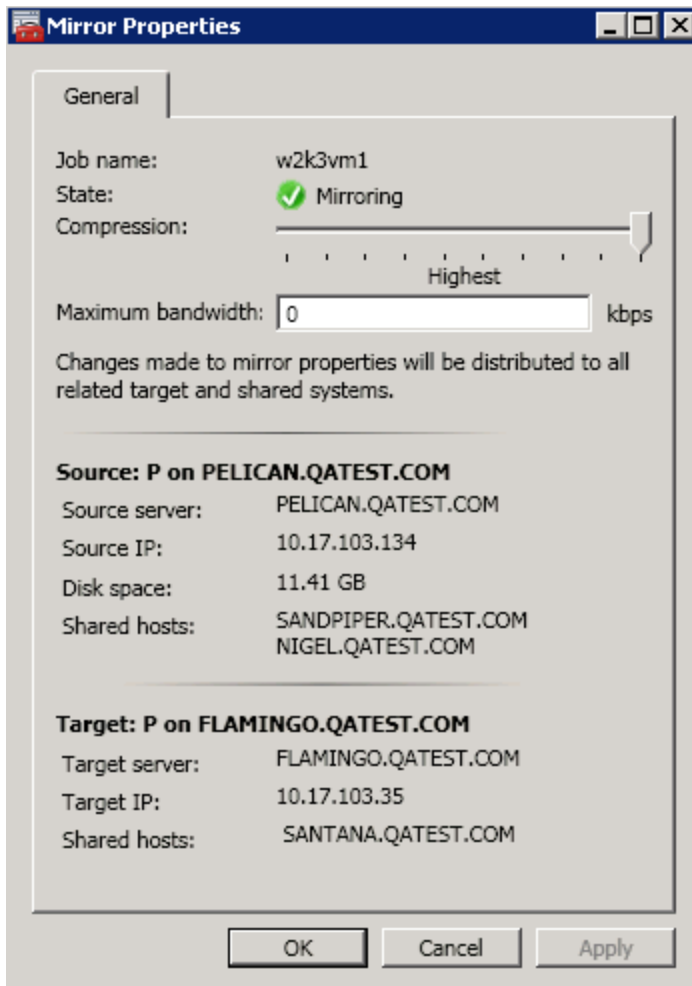 Mirror Properties
General
Job name: w2k3vm1
State: Mirroring
Compression:
Highest
Maximum bandwidth: 0 kbps
Changes made to mirror properties will be distributed to all
related target and shared systems.
Source: P on PELICAN.QATEST.COM
Source server: PELICAN.QATEST.COM
Source IP: 10.17.103.134
Disk space: 11.41 GB
Shared hosts: SANDPIPER.QATEST.COM
NIGEL.QATEST.COM
Target: P on FLAMINGO.QATEST.COM
Target server: FLAMINGO.QATEST.COM
Target IP: 10.17.103.35
Shared hosts: SANTANA.QATEST.COM
OK Cancel Apply